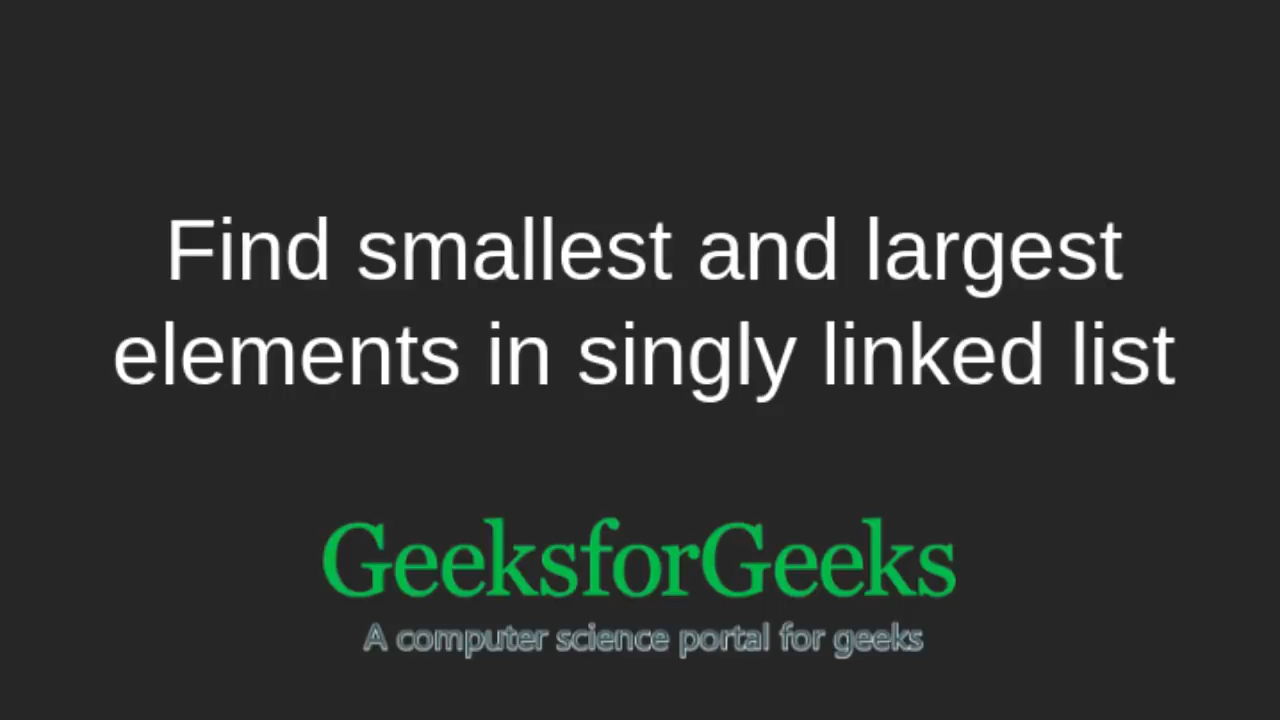 Find smallest and largest
elements in singly linked list
GeeksforGeeks
A computer science portal for geeks